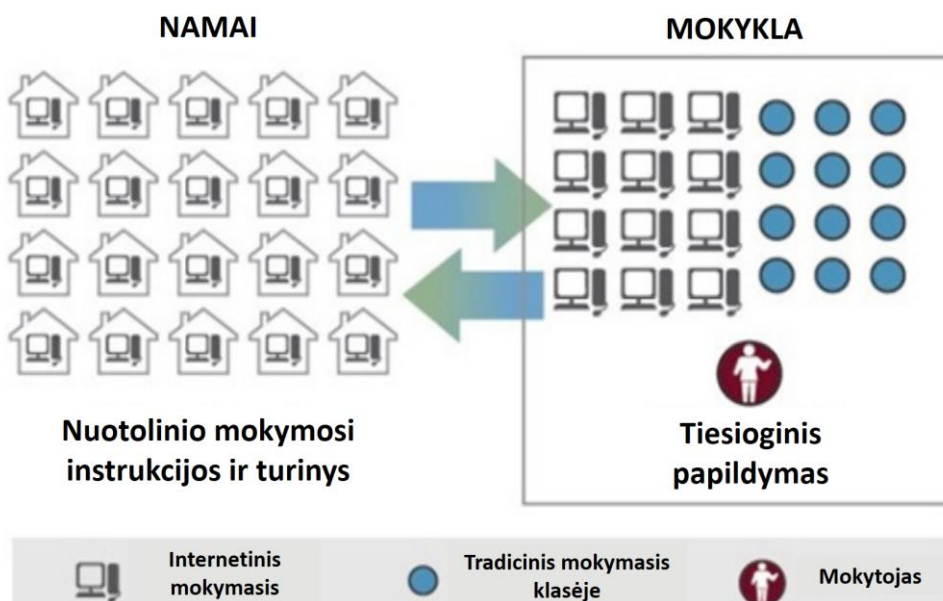 NAMAI
MOKYKLA
Nuotolinio mokymosi
instrukcijos ir turinys
Tiesioginis
papildymas
Internetinis
mokymasis
Tradicinis mokymasis
klasėje
Mokytojas